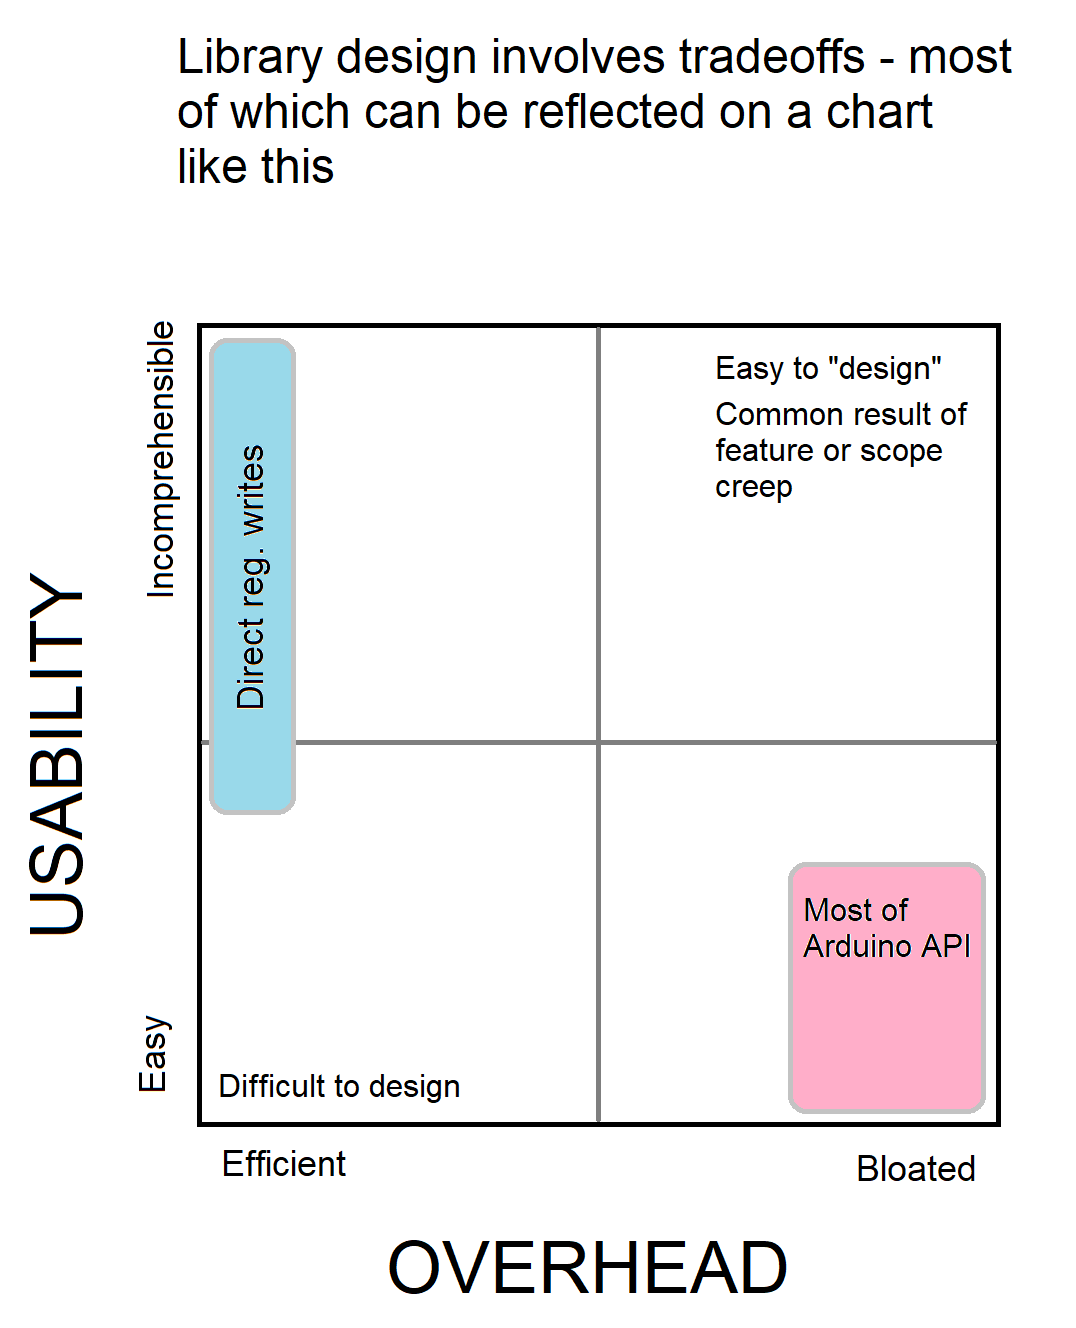 Library design involves tradeoffs - most
of which can be reflected on a chart
like this
Incomprehensible
Direct reg. writes
Easy to "design"
Common result of
feature or scope
creep
USABILITY
Most of
Arduino API
Easy
Difficult to design
Efficient
Bloated
OVERHEAD